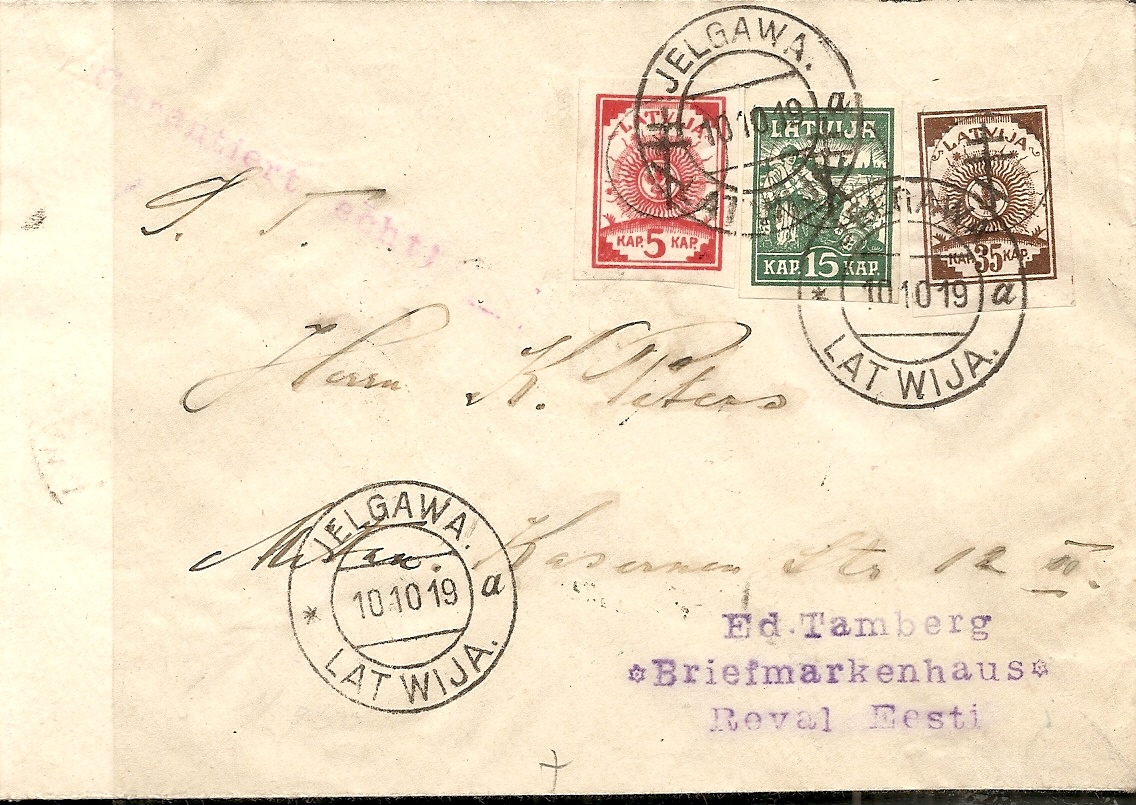 JELGAWA.
10.10 19 a
LATVIJA
KAP. 5 KAP.
LATVIJA
KAP. 15 KAP.
LATVIJA
KAP. 35 KAP.
* 10.10 19 a
LATWIJA.
Garantiert echt!
S. T.
Herrn K. Peters
Mitau. Kasernen Str 12
JELGAWA.
* 10.10 19 a
LATWIJA.
Ed.Tamberg
*Briefmarkenhaus*
Reval Eesti